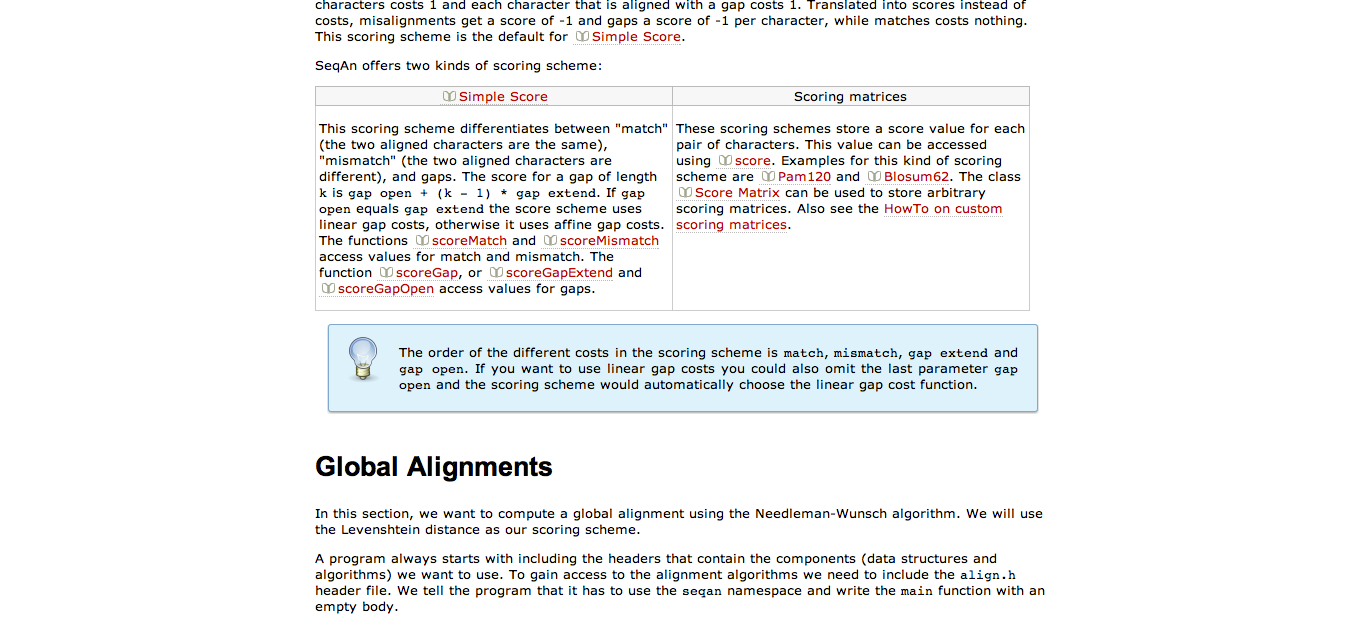 characters costs 1 and each character that is aligned with a gap costs 1. Translated into scores instead of
costs, misalignments get a score of -1 and gaps a score of -1 per character, while matches costs nothing.
This scoring scheme is the default for Simple Score.
SeqAn offers two kinds of scoring scheme:
Simple Score
This scoring scheme differentiates between "match"
(the two aligned characters are the same),
"mismatch" (the two aligned characters are
different), and gaps. The score for a gap of length
k is gap open + (k - 1) * gap extend. If gap
open equals gap extend the score scheme uses
linear gap costs, otherwise it uses affine gap costs.
The functions scoreMatch and scoreMismatch
access values for match and mismatch. The
function scoreGap, or scoreGapExtend and
scoreGapOpen access values for gaps.
Scoring matrices
These scoring schemes store a score value for each
pair of characters. This value can be accessed
using score. Examples for this kind of scoring
scheme are Pam120 and Blosum62. The class
Score Matrix can be used to store arbitrary
scoring matrices. Also see the HowTo on custom
scoring matrices.
The order of the different costs in the scoring scheme is match, mismatch, gap extend and
gap open. If you want to use linear gap costs you could also omit the last parameter gap
open and the scoring scheme would automatically choose the linear gap cost function.
Global Alignments
In this section, we want to compute a global alignment using the Needleman-Wunsch algorithm. We will use
the Levenshtein distance as our scoring scheme.
A program always starts with including the headers that contain the components (data structures and
algorithms) we want to use. To gain access to the alignment algorithms we need to include the align.h
header file. We tell the program that it has to use the seqan namespace and write the main function with an
empty body.